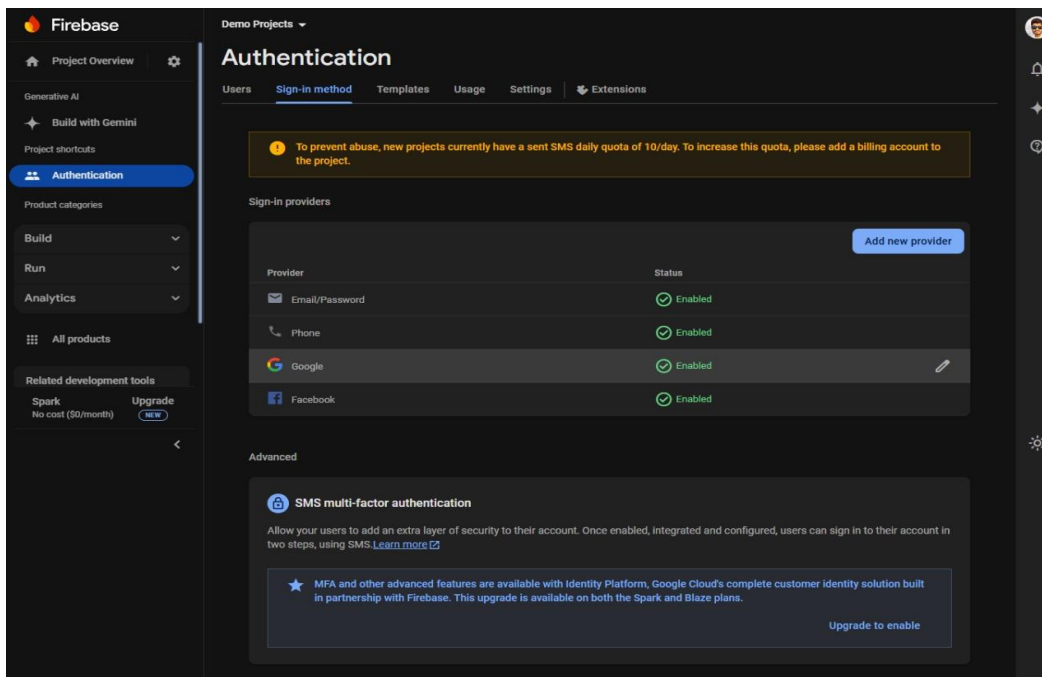 Firebase
Project Overview
Generative AI
Build with Gemini
Project shortcuts
Authentication
Product categories
Build
Run
Analytics
All products
Related development tools
Spark
No cost ($0/month)
Upgrade
NEW
Demo Projects
Authentication
Users Sign-in method Templates Usage Settings Extensions
To prevent abuse, new projects currently have a sent SMS daily quota of 10/day. To increase this quota, please add a billing account to
the project.
Sign-in providers
Add new provider
Provider Status
Email/Password Enabled
Phone Enabled
Google Enabled
Facebook Enabled
Advanced
SMS multi-factor authentication
Allow your users to add an extra layer of security to their account. Once enabled, integrated and configured, users can sign in to their account in
two steps, using SMS.Learn more
MFA and other advanced features are available with Identity Platform, Google Cloud's complete customer identity solution built
in partnership with Firebase. This upgrade is available on both the Spark and Blaze plans.
Upgrade to enable